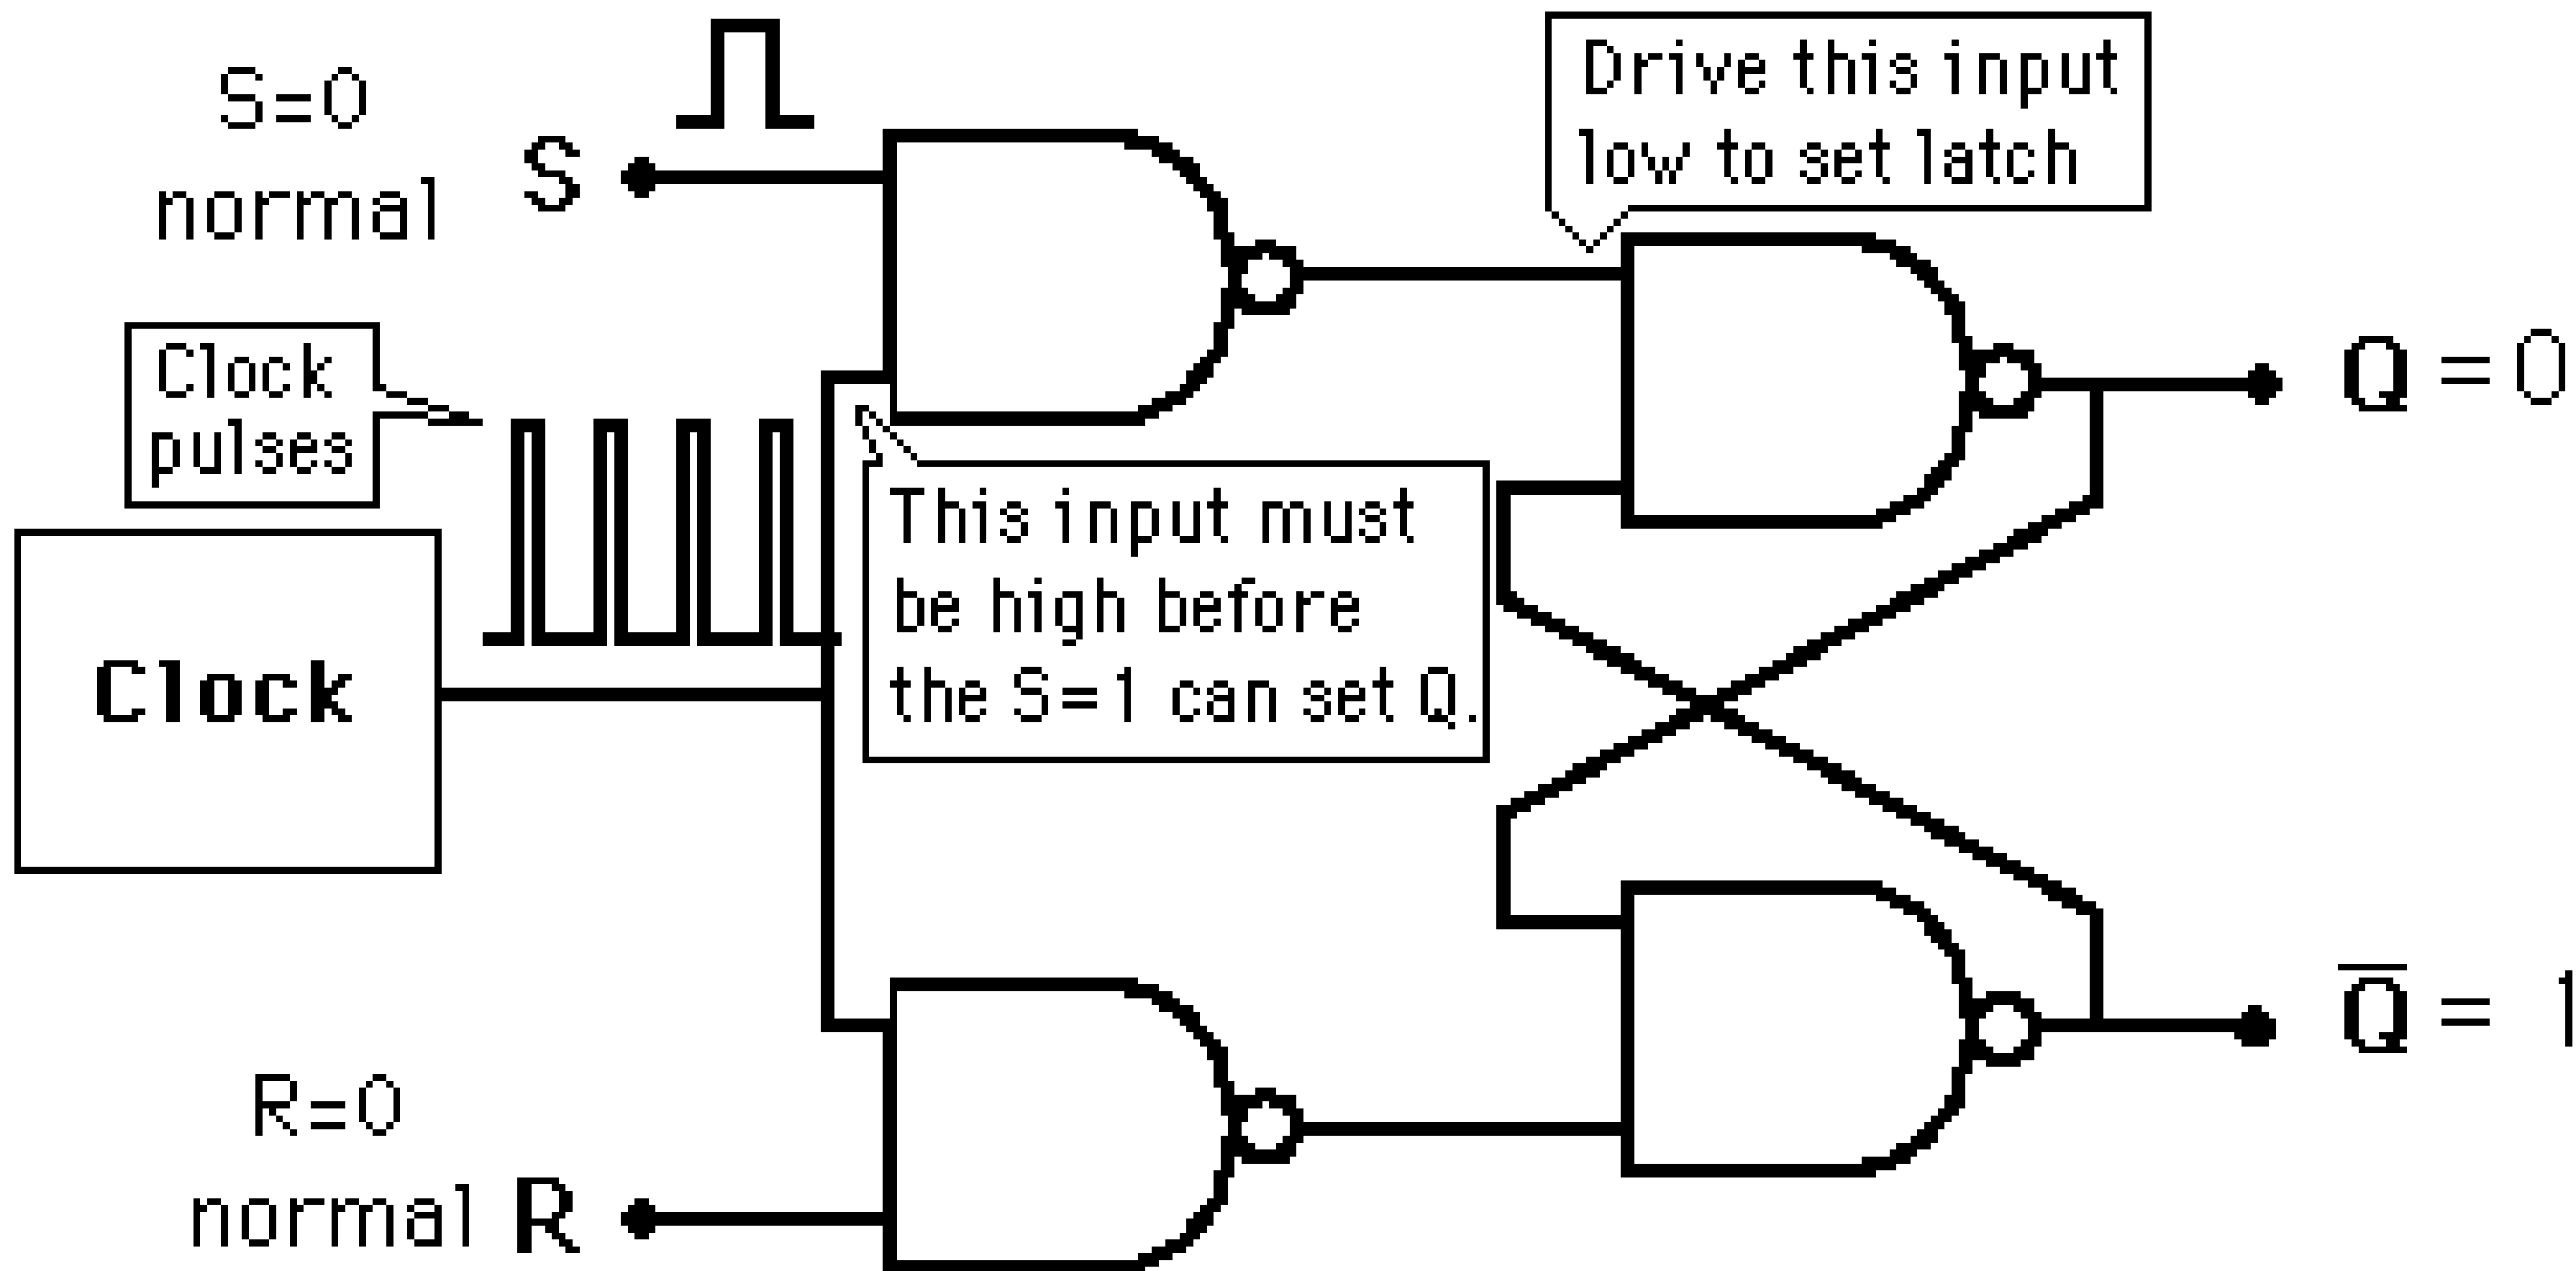 S=0
normal
S
Drive this input
low to set latch
Clock
pulses
Q = 0
This input must
be high before
the S=1 can set Q.
Clock
Q̅ = 1
R=0
normal
R